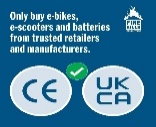 Only buy e-bikes,
e-scooters and batteries
from trusted retailers
and manufacturers.
CE
UK
CA